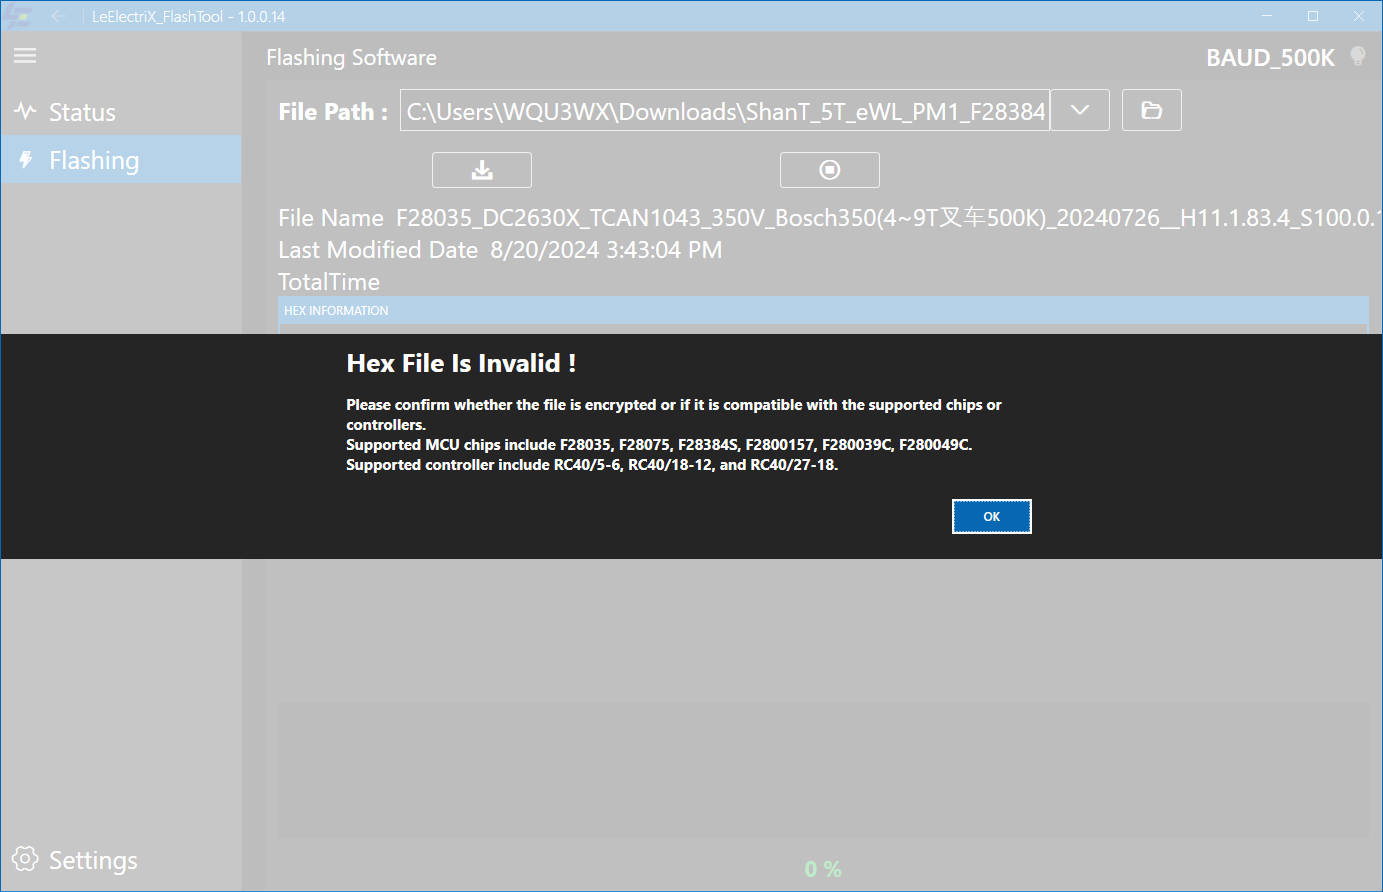 LeElectriX_FlashTool - 1.0.0.14
Flashing Software
BAUD_500K
Status
Flashing
File Path :
C:\Users\WQU3WX\Downloads\ShanT_5T_eWL_PM1_F28384
File Name F28035_DC2630X_TCAN1043_350V_Bosch350(4~9T叉车500K)_20240726__H11.1.83.4_S100.0.
Last Modified Date 8/20/2024 3:43:04 PM
TotalTime
HEX INFORMATION
Hex File Is Invalid !
Please confirm whether the file is encrypted or if it is compatible with the supported chips or
controllers.
Supported MCU chips include F28035, F28075, F28384S, F2800157, F280039C, F280049C.
Supported controller include RC40/5-6, RC40/18-12, and RC40/27-18.
OK
Settings
0 %